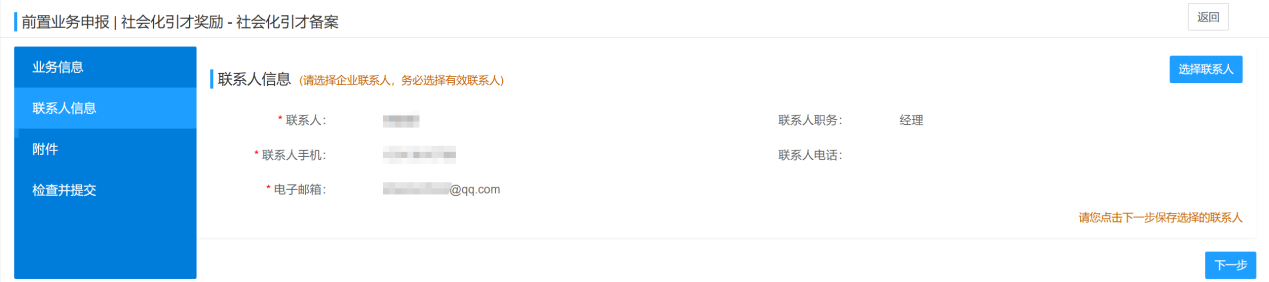 前置业务申报 | 社会化引才奖励 - 社会化引才备案
返回
业务信息
联系人信息
附件
检查并提交
联系人信息 (请选择企业联系人，务必选择有效联系人)
选择联系人
* 联系人：
联系人职务： 经理
* 联系人手机：
联系人电话：
* 电子邮箱： @qq.com
请您点击下一步保存选择的联系人
下一步